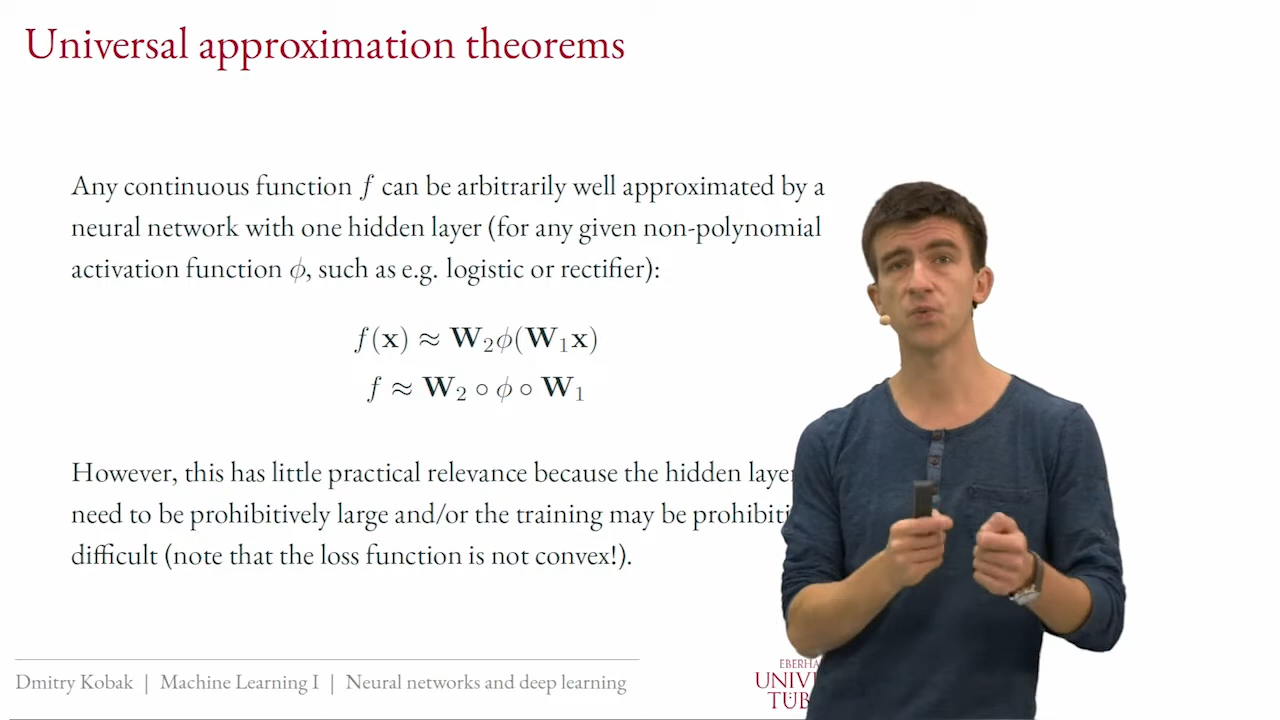 Universal approximation theorems
Any continuous function f can be arbitrarily well approximated by a
neural network with one hidden layer (for any given non-polynomial
activation function ϕ, such as e.g. logistic or rectifier):
f(x) ≈ W₂ϕ(W₁x)
f ≈ W₂ ∘ ϕ ∘ W₁
However, this has little practical relevance because the hidden
need to be prohibitively large and/or the training may be
difficult (note that the loss function is not convex!).
Dmitry Kobak | Machine Learning I | Neural networks and deep learning